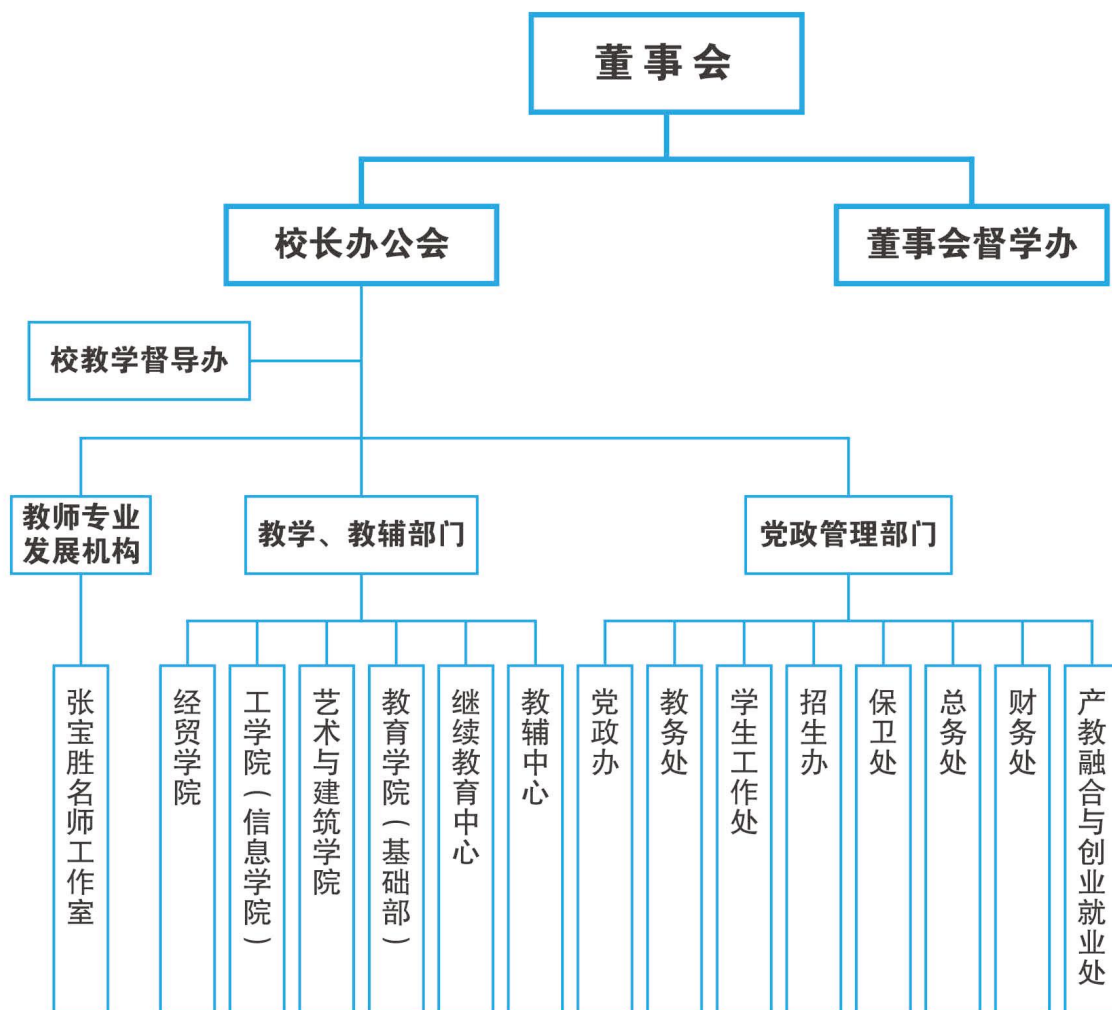 董事会
校长办公会
董事会督学办
校教学督导办
教师专业
发展机构
教学、教辅部门
党政管理部门
张宝胜名师工作室
经贸学院
工学院(信息学院)
艺术与建筑学院
教育学院(基础部)
继续教育中心
教辅中心
党政办
教务处
学生工作处
招生办
保卫处
总务处
财务处
产教融合与创业就业处